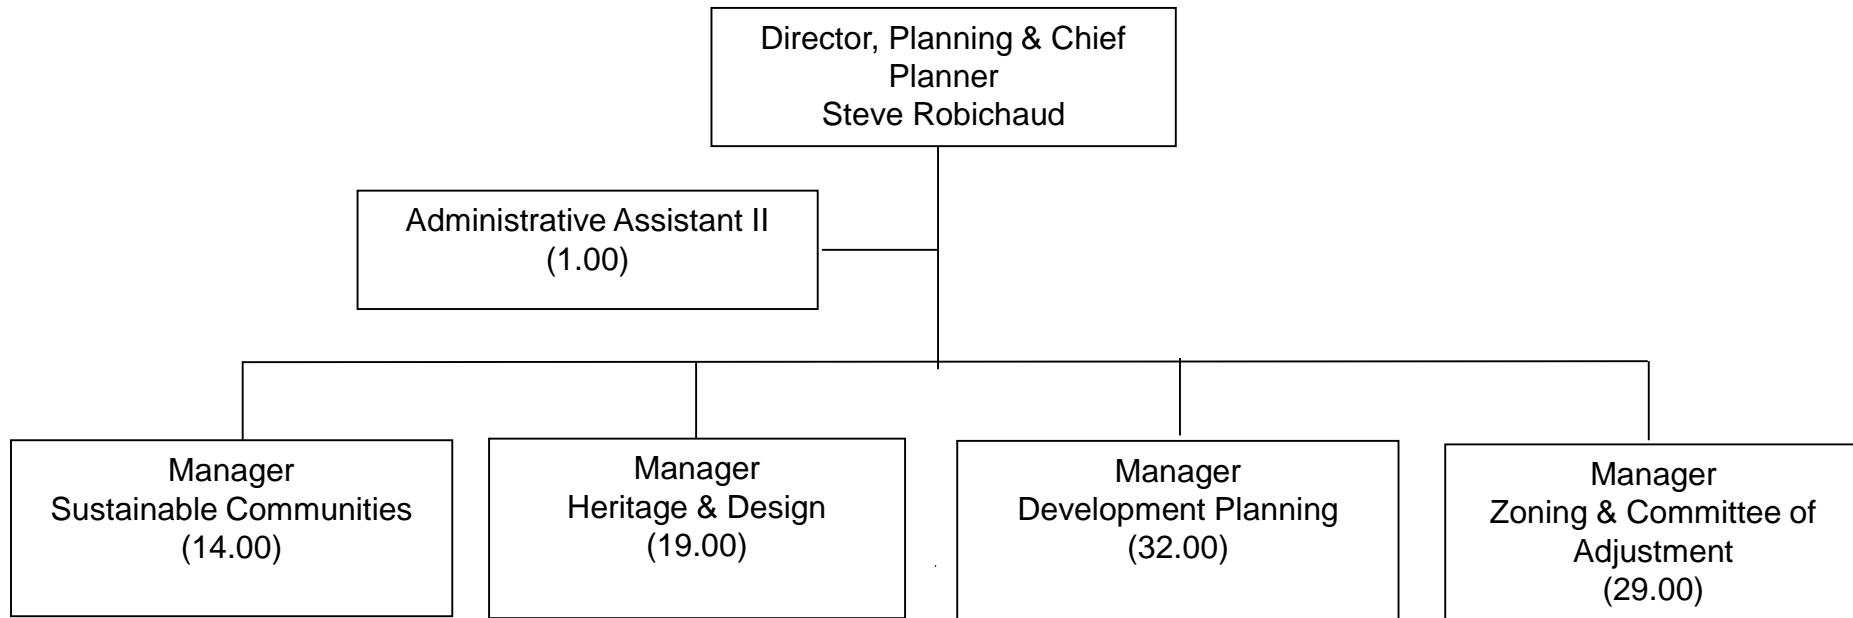 Director, Planning & Chief
Planner
Steve Robichaud
Administrative Assistant II
(1.00)
Manager
Sustainable Communities
(14.00)
Manager
Heritage & Design
(19.00)
Manager
Development Planning
(32.00)
Manager
Zoning & Committee of
Adjustment
(29.00)